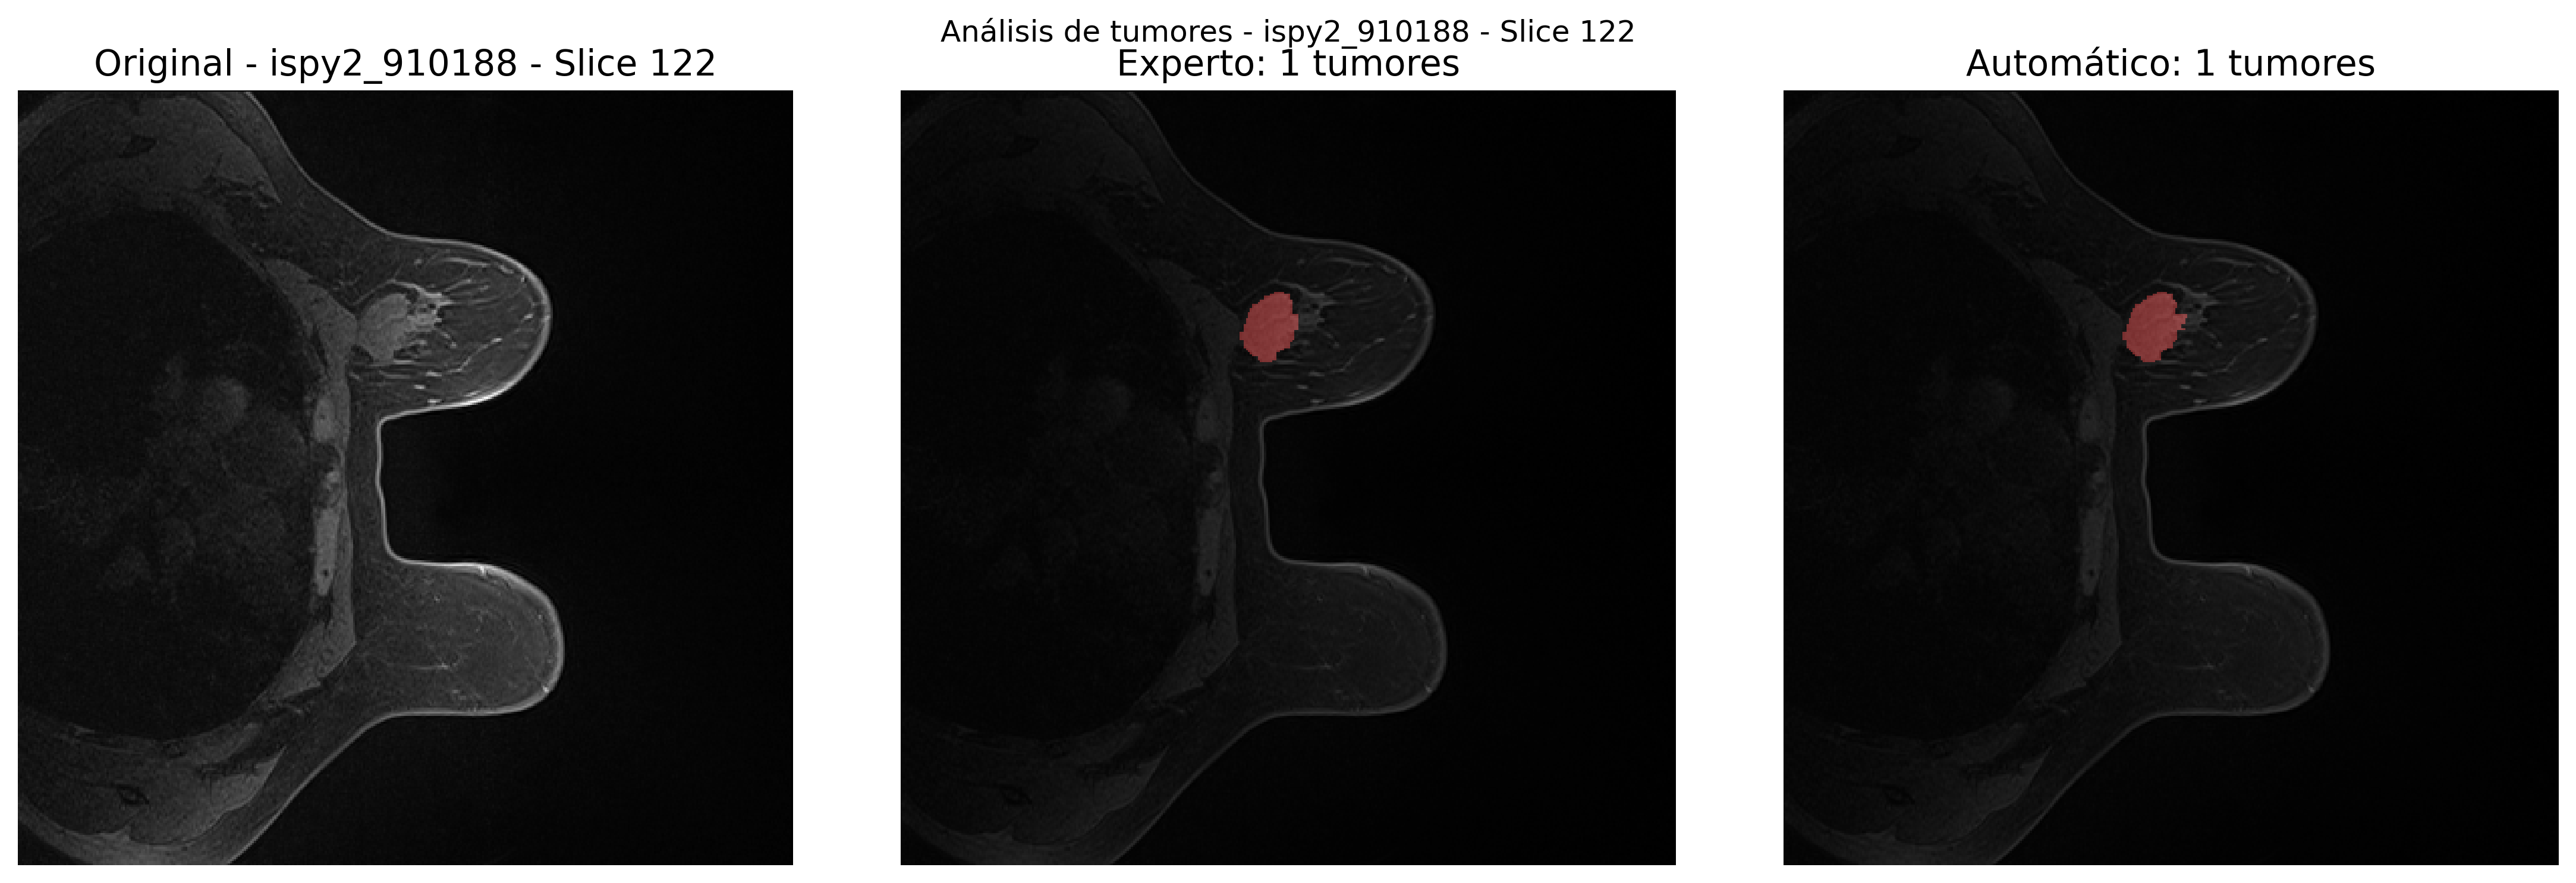 Análisis de tumores - ispy2_910188 - Slice 122
Original - ispy2_910188 - Slice 122
Experto: 1 tumores
Automático: 1 tumores